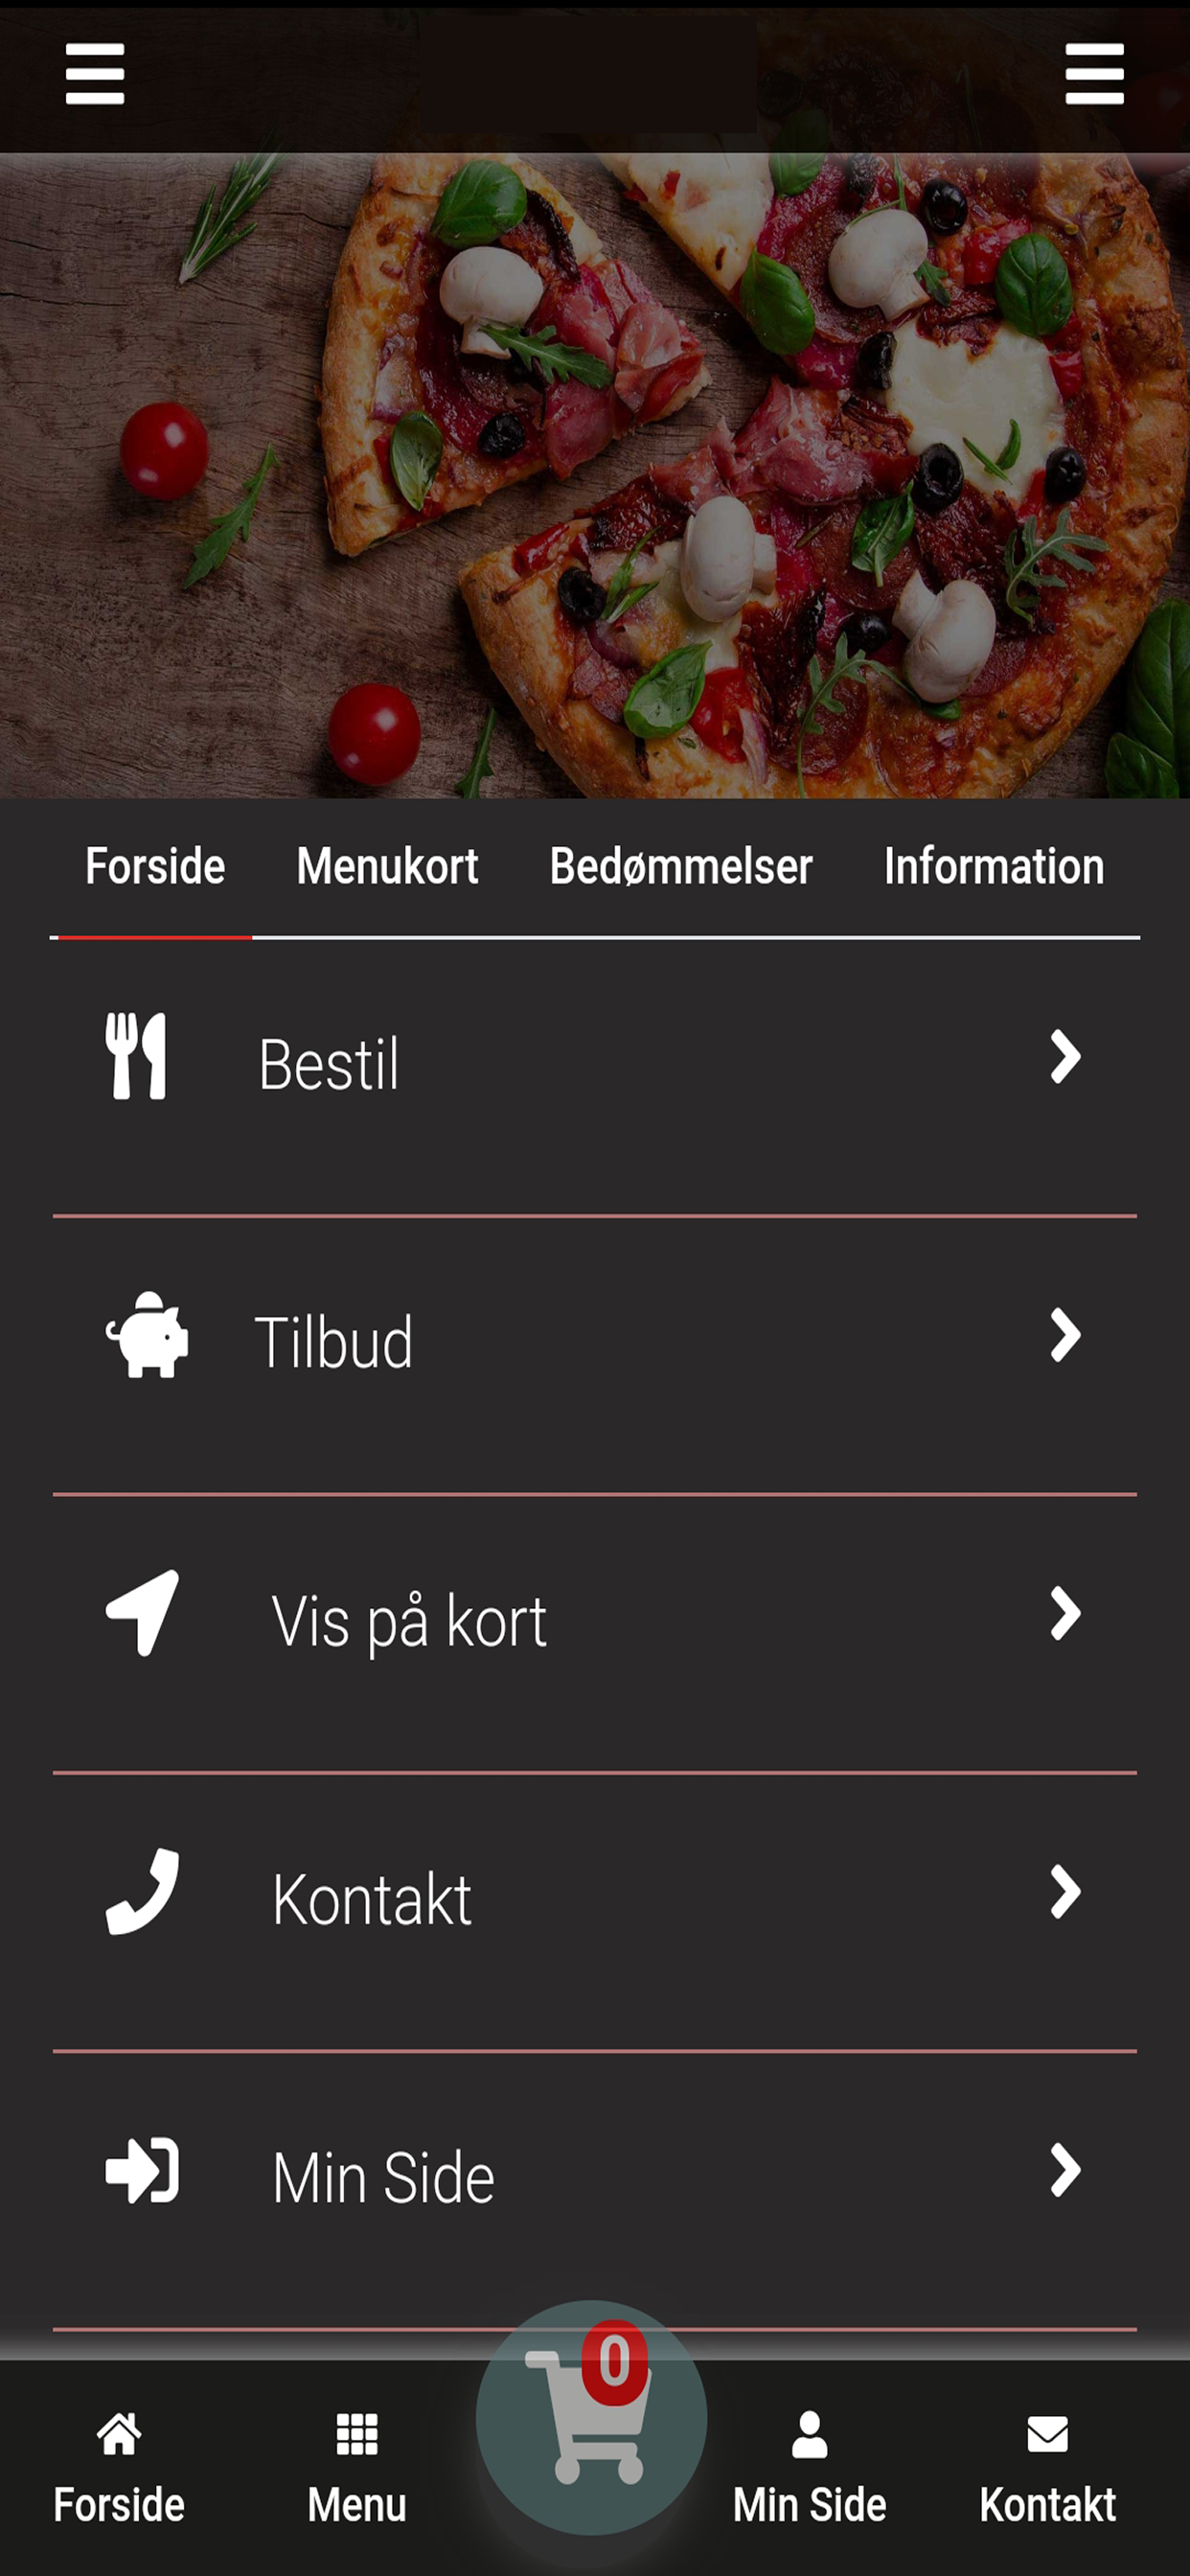 Forside Menukort Bedømmelser Information
Bestil
Tilbud
Vis på kort
Kontakt
Min Side
0
Forside Menu Min Side Kontakt